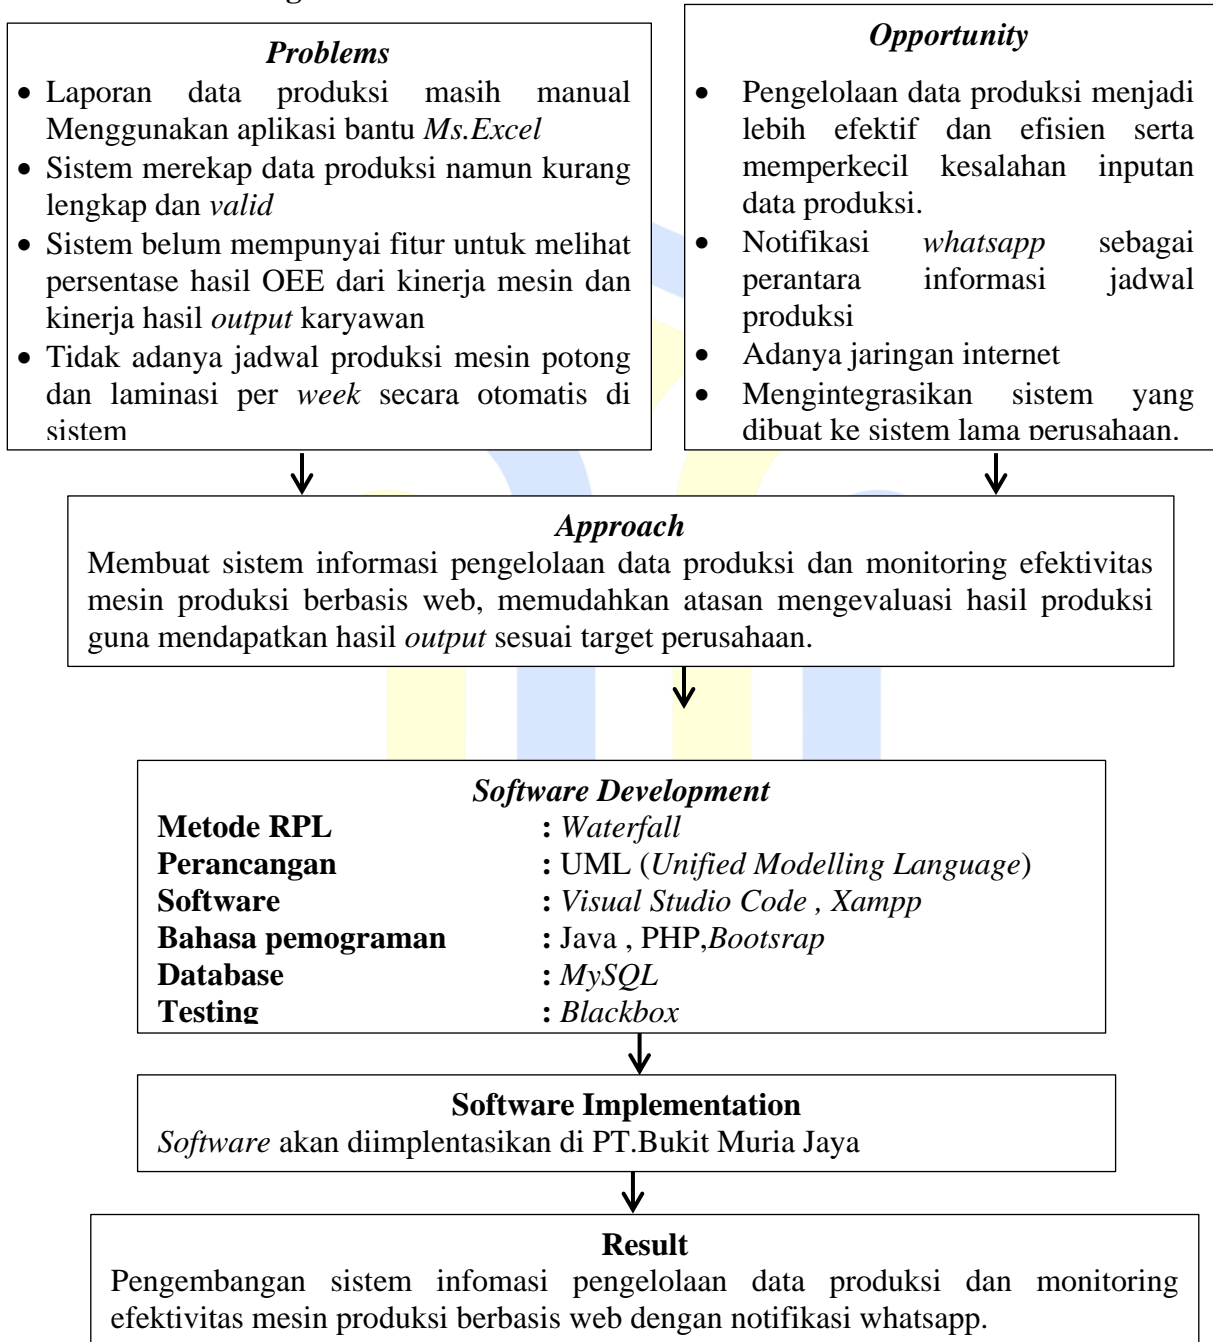 Problems
• Laporan data produksi masih manual
Menggunakan aplikasi bantu Ms.Excel
• Sistem merekap data produksi namun kurang
lengkap dan valid
• Sistem belum mempunyai fitur untuk melihat
persentase hasil OEE dari kinerja mesin dan
kinerja hasil output karyawan
• Tidak adanya jadwal produksi mesin potong
dan laminasi per week secara otomatis di
sistem
Opportunity
• Pengelolaan data produksi menjadi
lebih efektif dan efisien serta
memperkecil kesalahan inputan
data produksi.
• Notifikasi whatsapp sebagai
perantara informasi jadwal
produksi
• Adanya jaringan internet
• Mengintegrasikan sistem yang
dibuat ke sistem lama perusahaan.
Approach
Membuat sistem informasi pengelolaan data produksi dan monitoring efektivitas
mesin produksi berbasis web, memudahkan atasan mengevaluasi hasil produksi
guna mendapatkan hasil output sesuai target perusahaan.
Software Development
Metode RPL : Waterfall
Perancangan : UML (Unified Modelling Language)
Software : Visual Studio Code , Xampp
Bahasa pemograman : Java , PHP,Bootsrap
Database : MySQL
Testing : Blackbox
Software Implementation
Software akan diimplentasikan di PT.Bukit Muria Jaya
Result
Pengembangan sistem infomasi pengelolaan data produksi dan monitoring
efektivitas mesin produksi berbasis web dengan notifikasi whatsapp.